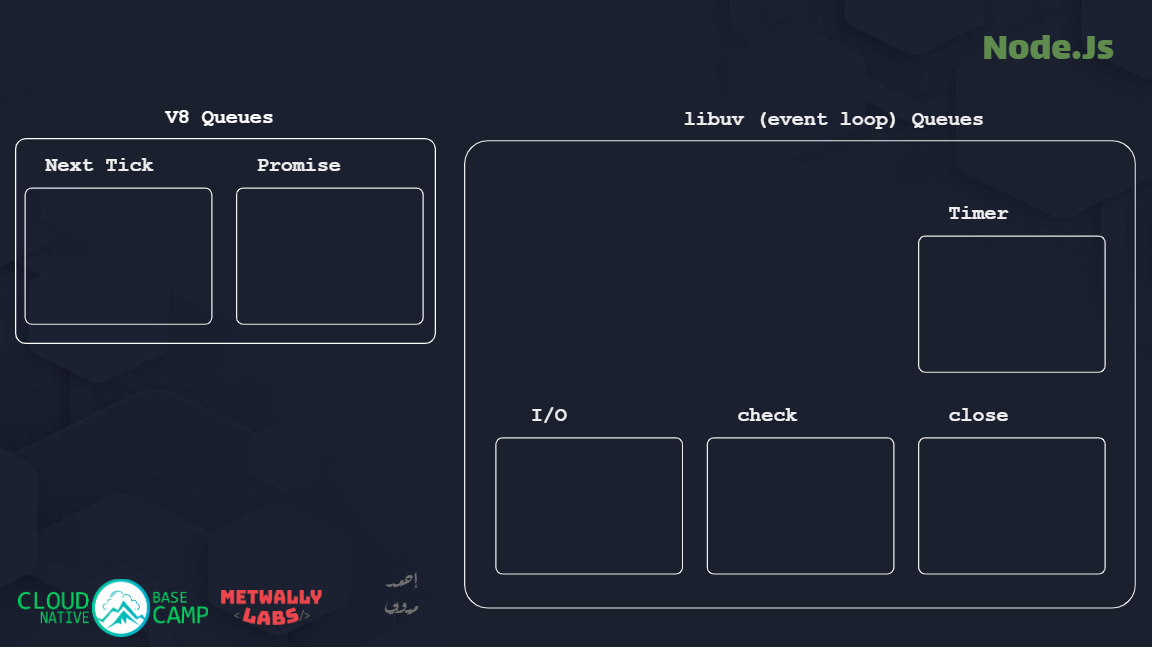 Node.Js
V8 Queues
libuv (event loop) Queues
Next Tick
Promise
Timer
I/O
check
close
CLOUD NATIVE
BASE CAMP
METWALLY
<LABS/>
أحمد